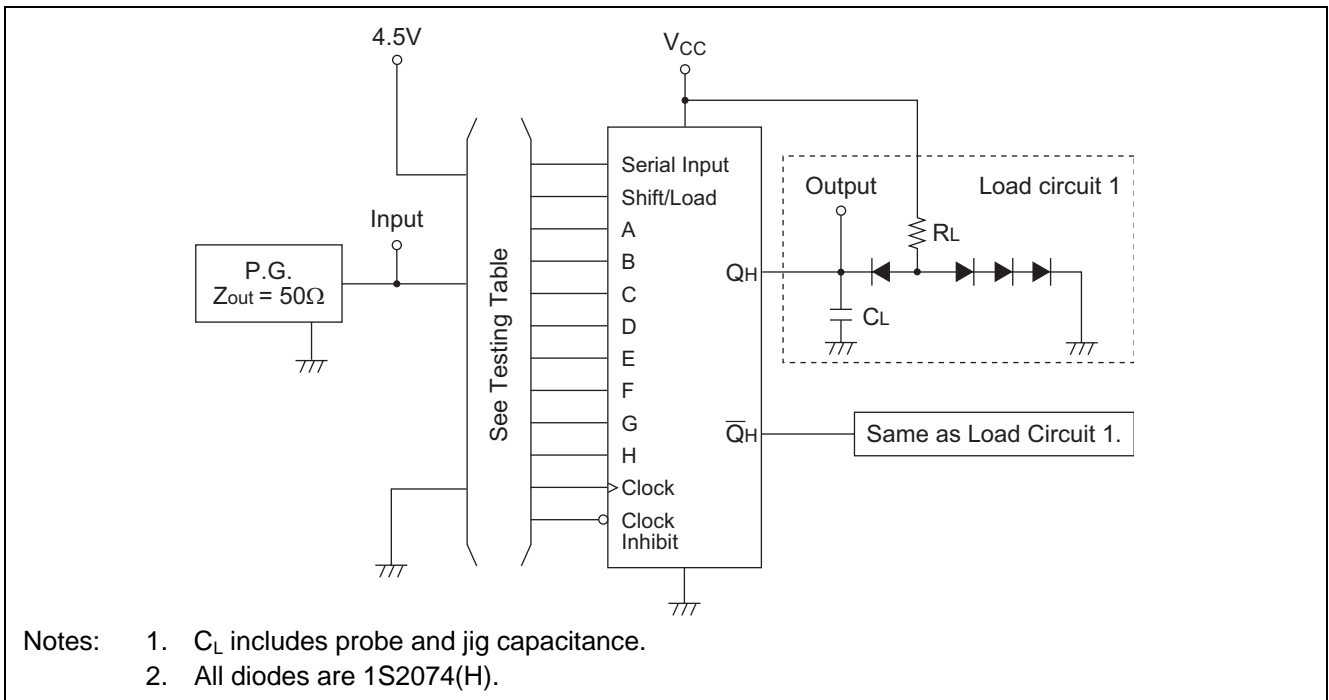 4.5V
VCC
Input
P.G.
Zout = 50Ω
See Testing Table
Serial Input
Shift/Load
A
B
C
D
E
F
G
H
Clock
Clock
Inhibit
QH
Q̅H
Output
Load circuit 1
RL
CL
Same as Load Circuit 1.
Notes: 1. CL includes probe and jig capacitance.
2. All diodes are 1S2074(H).